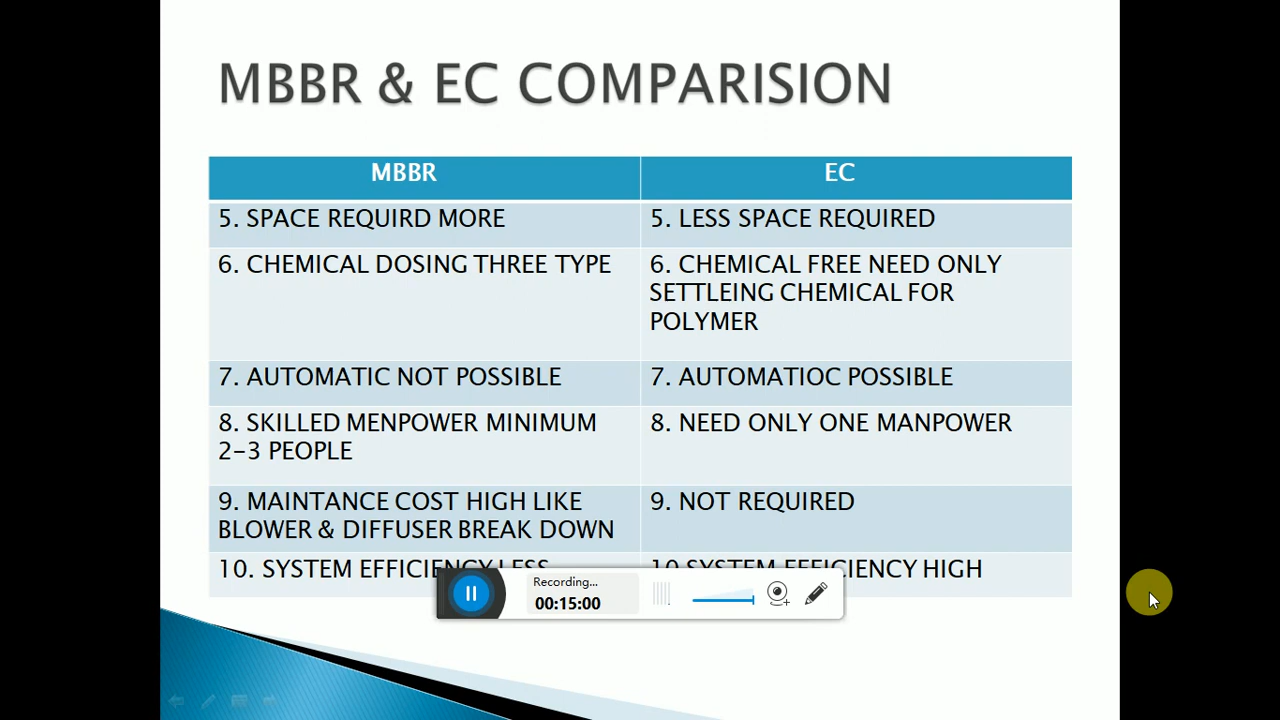 MBBR & EC COMPARISION
MBBR
EC
5. SPACE REQUIRD MORE
5. LESS SPACE REQUIRED
6. CHEMICAL DOSING THREE TYPE
6. CHEMICAL FREE NEED ONLY
SETTLEING CHEMICAL FOR
POLYMER
7. AUTOMATIC NOT POSSIBLE
7. AUTOMATIOC POSSIBLE
8. SKILLED MENPOWER MINIMUM
2-3 PEOPLE
8. NEED ONLY ONE MANPOWER
9. MAINTANCE COST HIGH LIKE
BLOWER & DIFFUSER BREAK DOWN
9. NOT REQUIRED
10. SYSTEM EFFICIENCY LESS
10 SYSTEM EFFICIENCY HIGH
Recording...
00:15:00